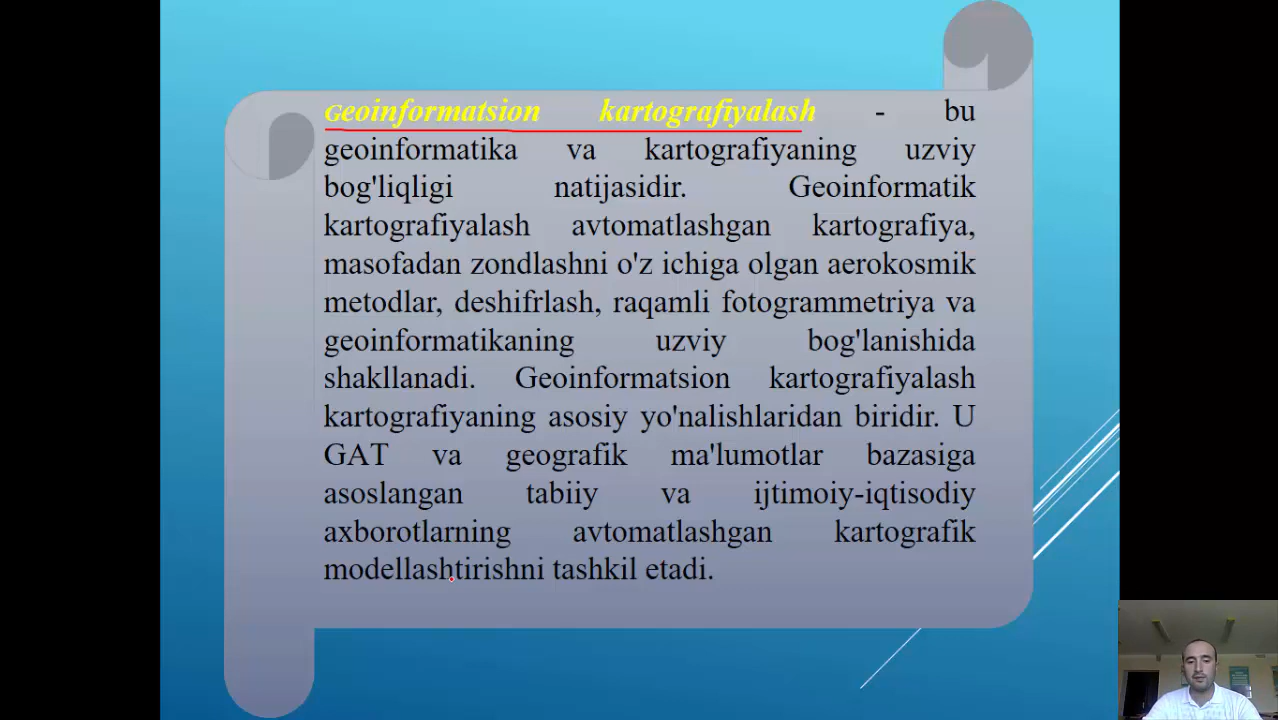 Geoinformatsion kartografiyalash - bu
geoinformatika va kartografiyaning uzviy
bog'liqligi natijasidir. Geoinformatik
kartografiyalash avtomatlashgan kartografiya,
masofadan zondlashni o'z ichiga olgan aerokosmik
metodlar, deshifrlash, raqamli fotogrammetriya va
geoinformatikaning uzviy bog'lanishida
shakllanadi. Geoinformatsion kartografiyalash
kartografiyaning asosiy yo'nalishlaridan biridir. U
GAT va geografik ma'lumotlar bazasiga
asoslangan tabiiy va ijtimoiy-iqtisodiy
axborotlarning avtomatlashgan kartografik
modellashtirishni tashkil etadi.